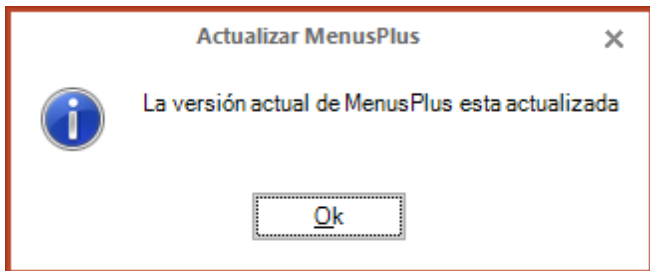 Actualizar MenusPlus
La versión actual de MenusPlus esta actualizada
Ok